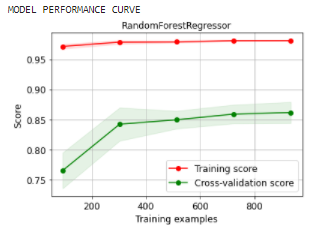 MODEL PERFORMANCE CURVE
RandomForestRegressor
0.95
0.90
0.85
0.80
0.75
Score
Training score
Cross-validation score
200 400 600 800
Training examples